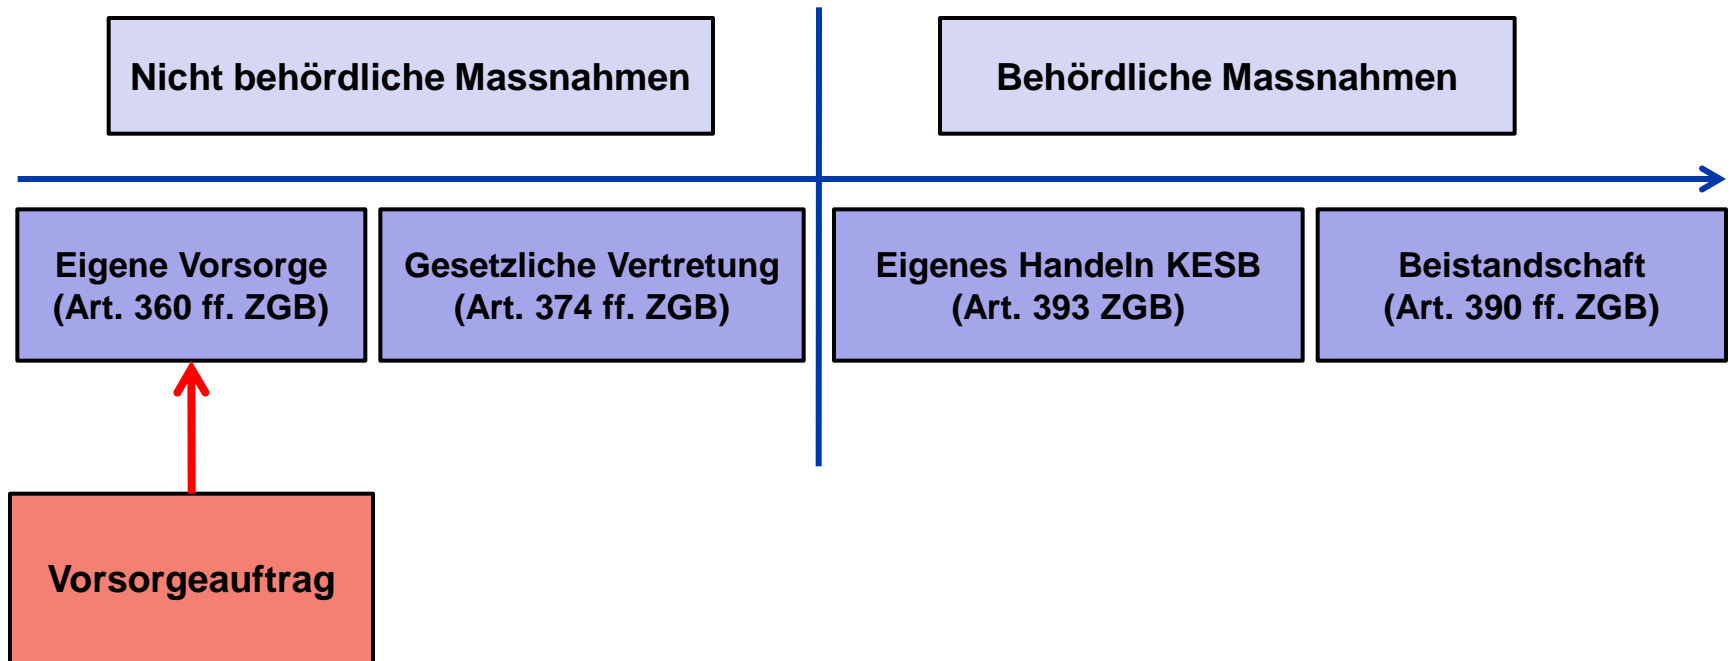 Nicht behördliche Massnahmen
Behördliche Massnahmen
Eigene Vorsorge
(Art. 360 ff. ZGB)
Gesetzliche Vertretung
(Art. 374 ff. ZGB)
Eigenes Handeln KESB
(Art. 393 ZGB)
Beistandschaft
(Art. 390 ff. ZGB)
Vorsorgeauftrag